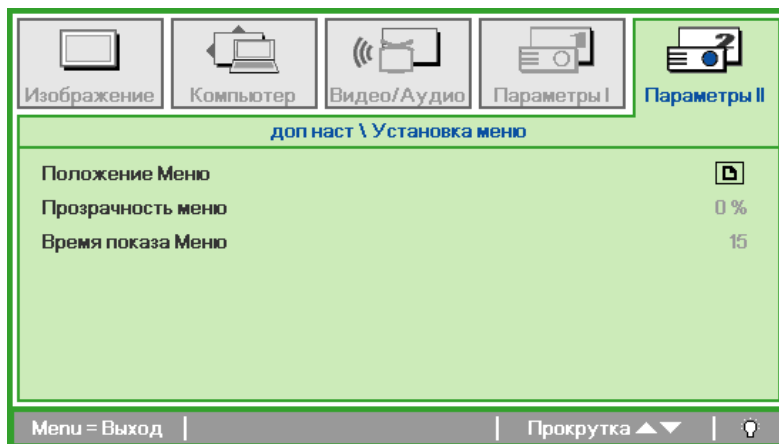 Изображение
Компьютер
Видео/Аудио
Параметры I
Параметры II
доп наст \ Установка меню
Положение Меню
Прозрачность меню 0 %
Время показа Меню 15
Menu = Выход | | Прокрутка ▲▼ |